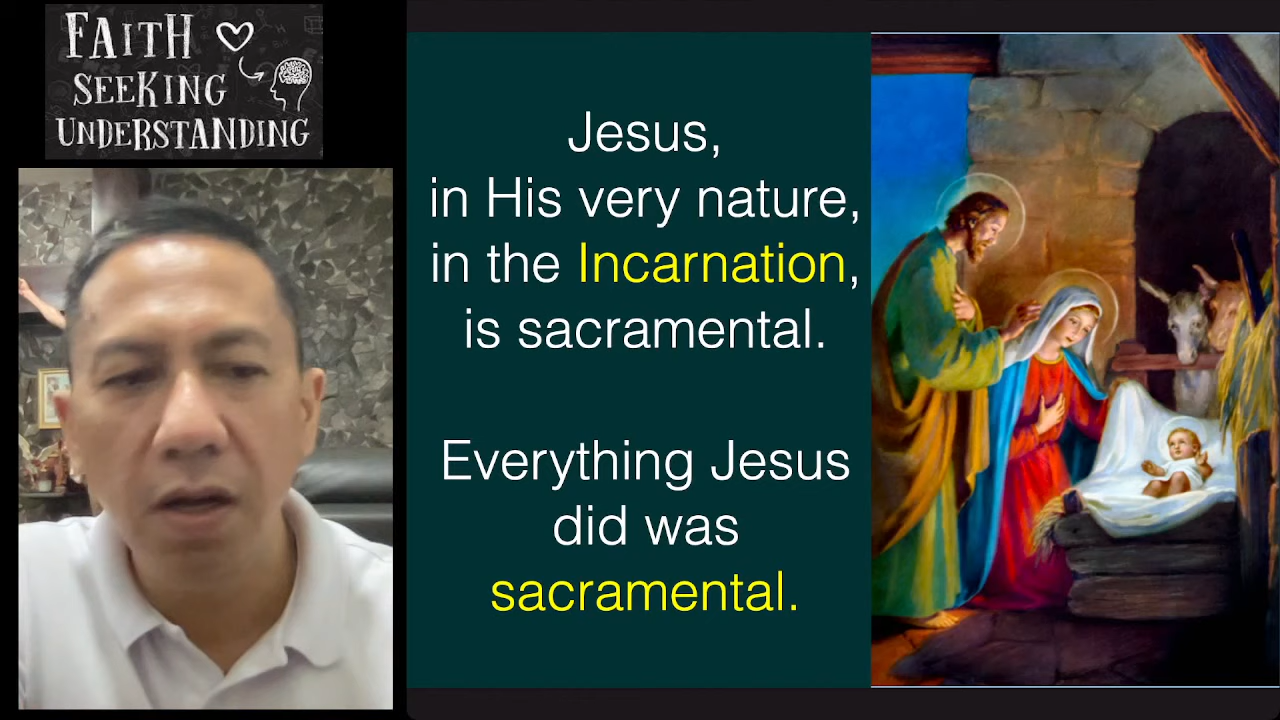 FAITH
SEEKING
UNDERSTANDING
Jesus,
in His very nature,
in the Incarnation,
is sacramental.
Everything Jesus
did was
sacramental.